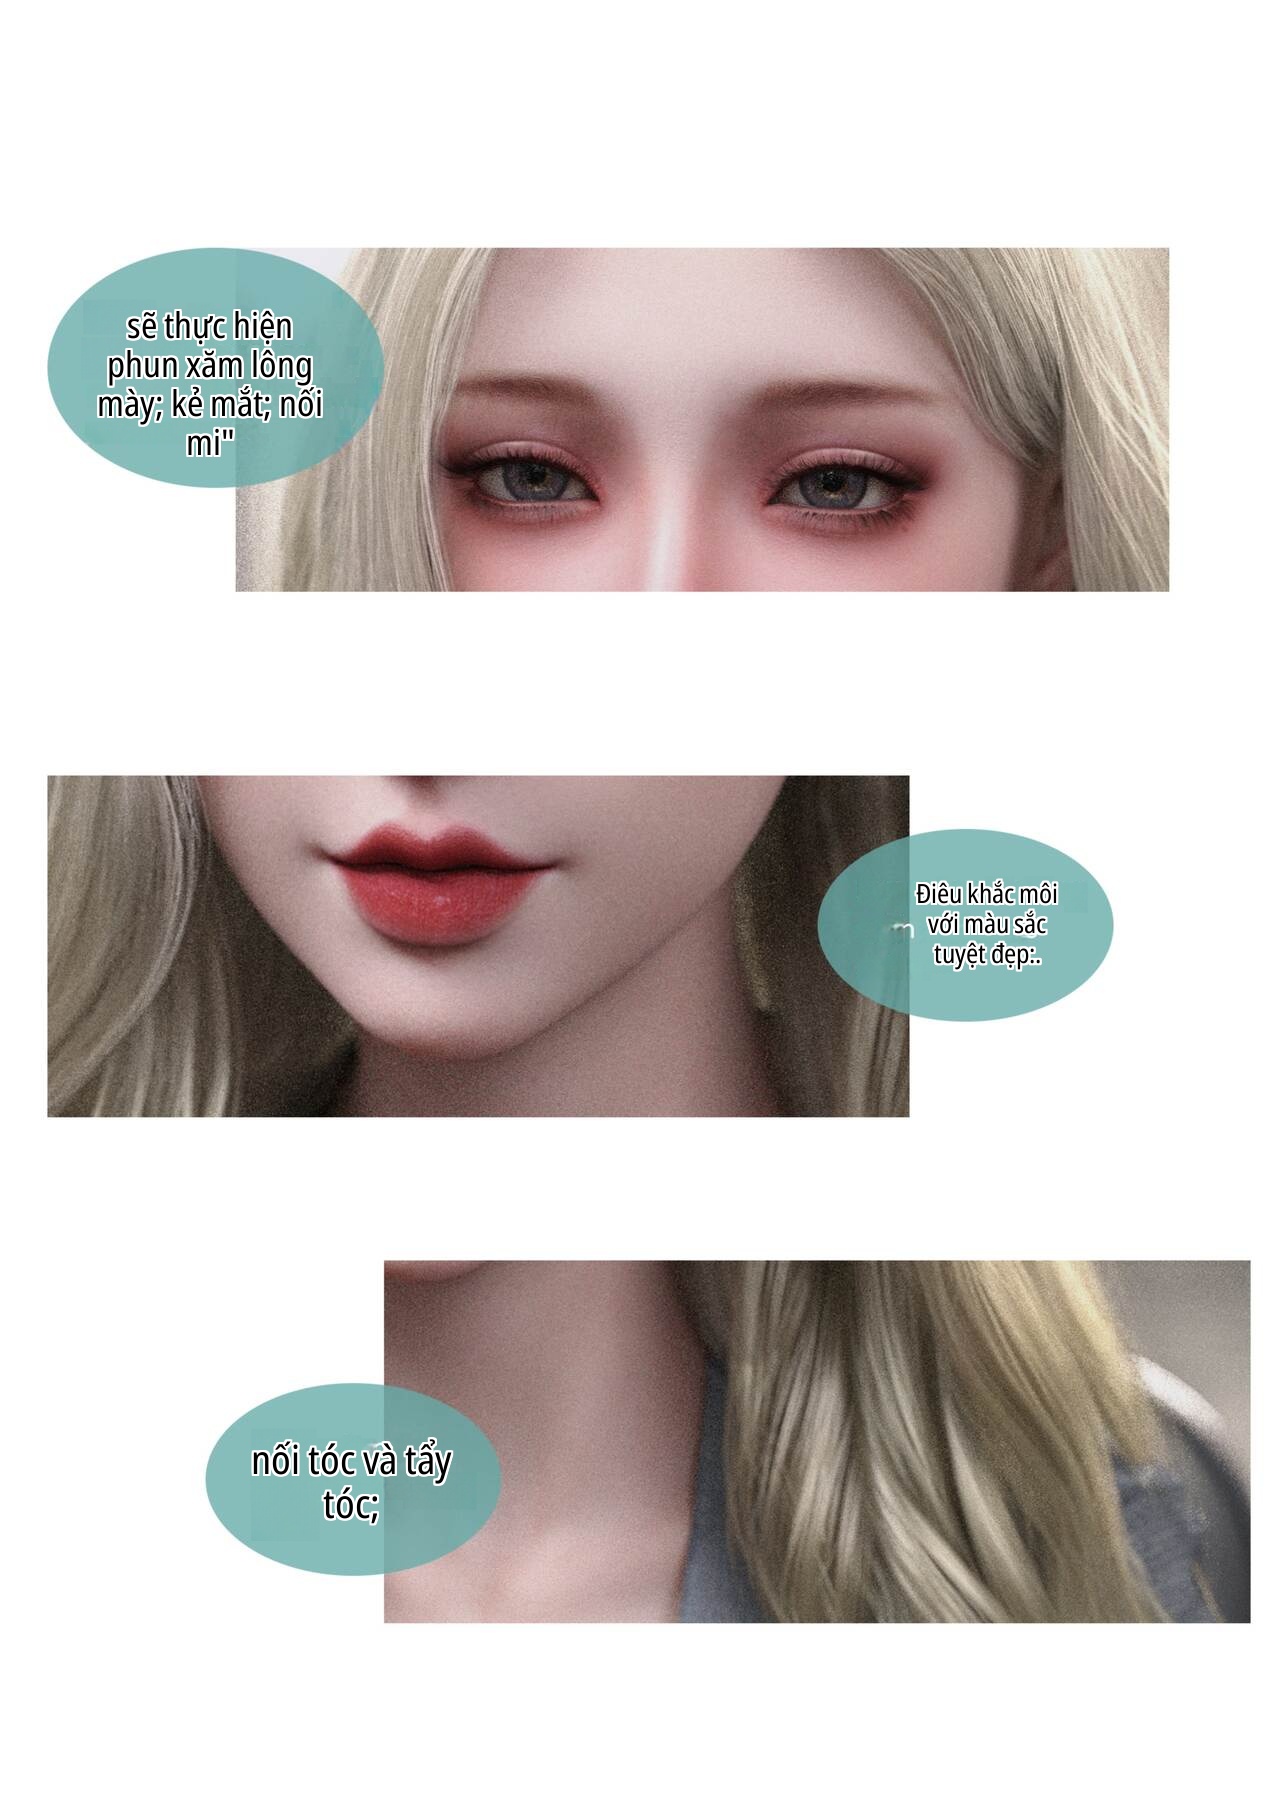 sẽ thực hiện
phun xăm lông
mày; kẻ mắt; nối
mi"
Điêu khắc môi
với màu sắc
tuyệt đẹp:.
nối tóc và tẩy
tóc;